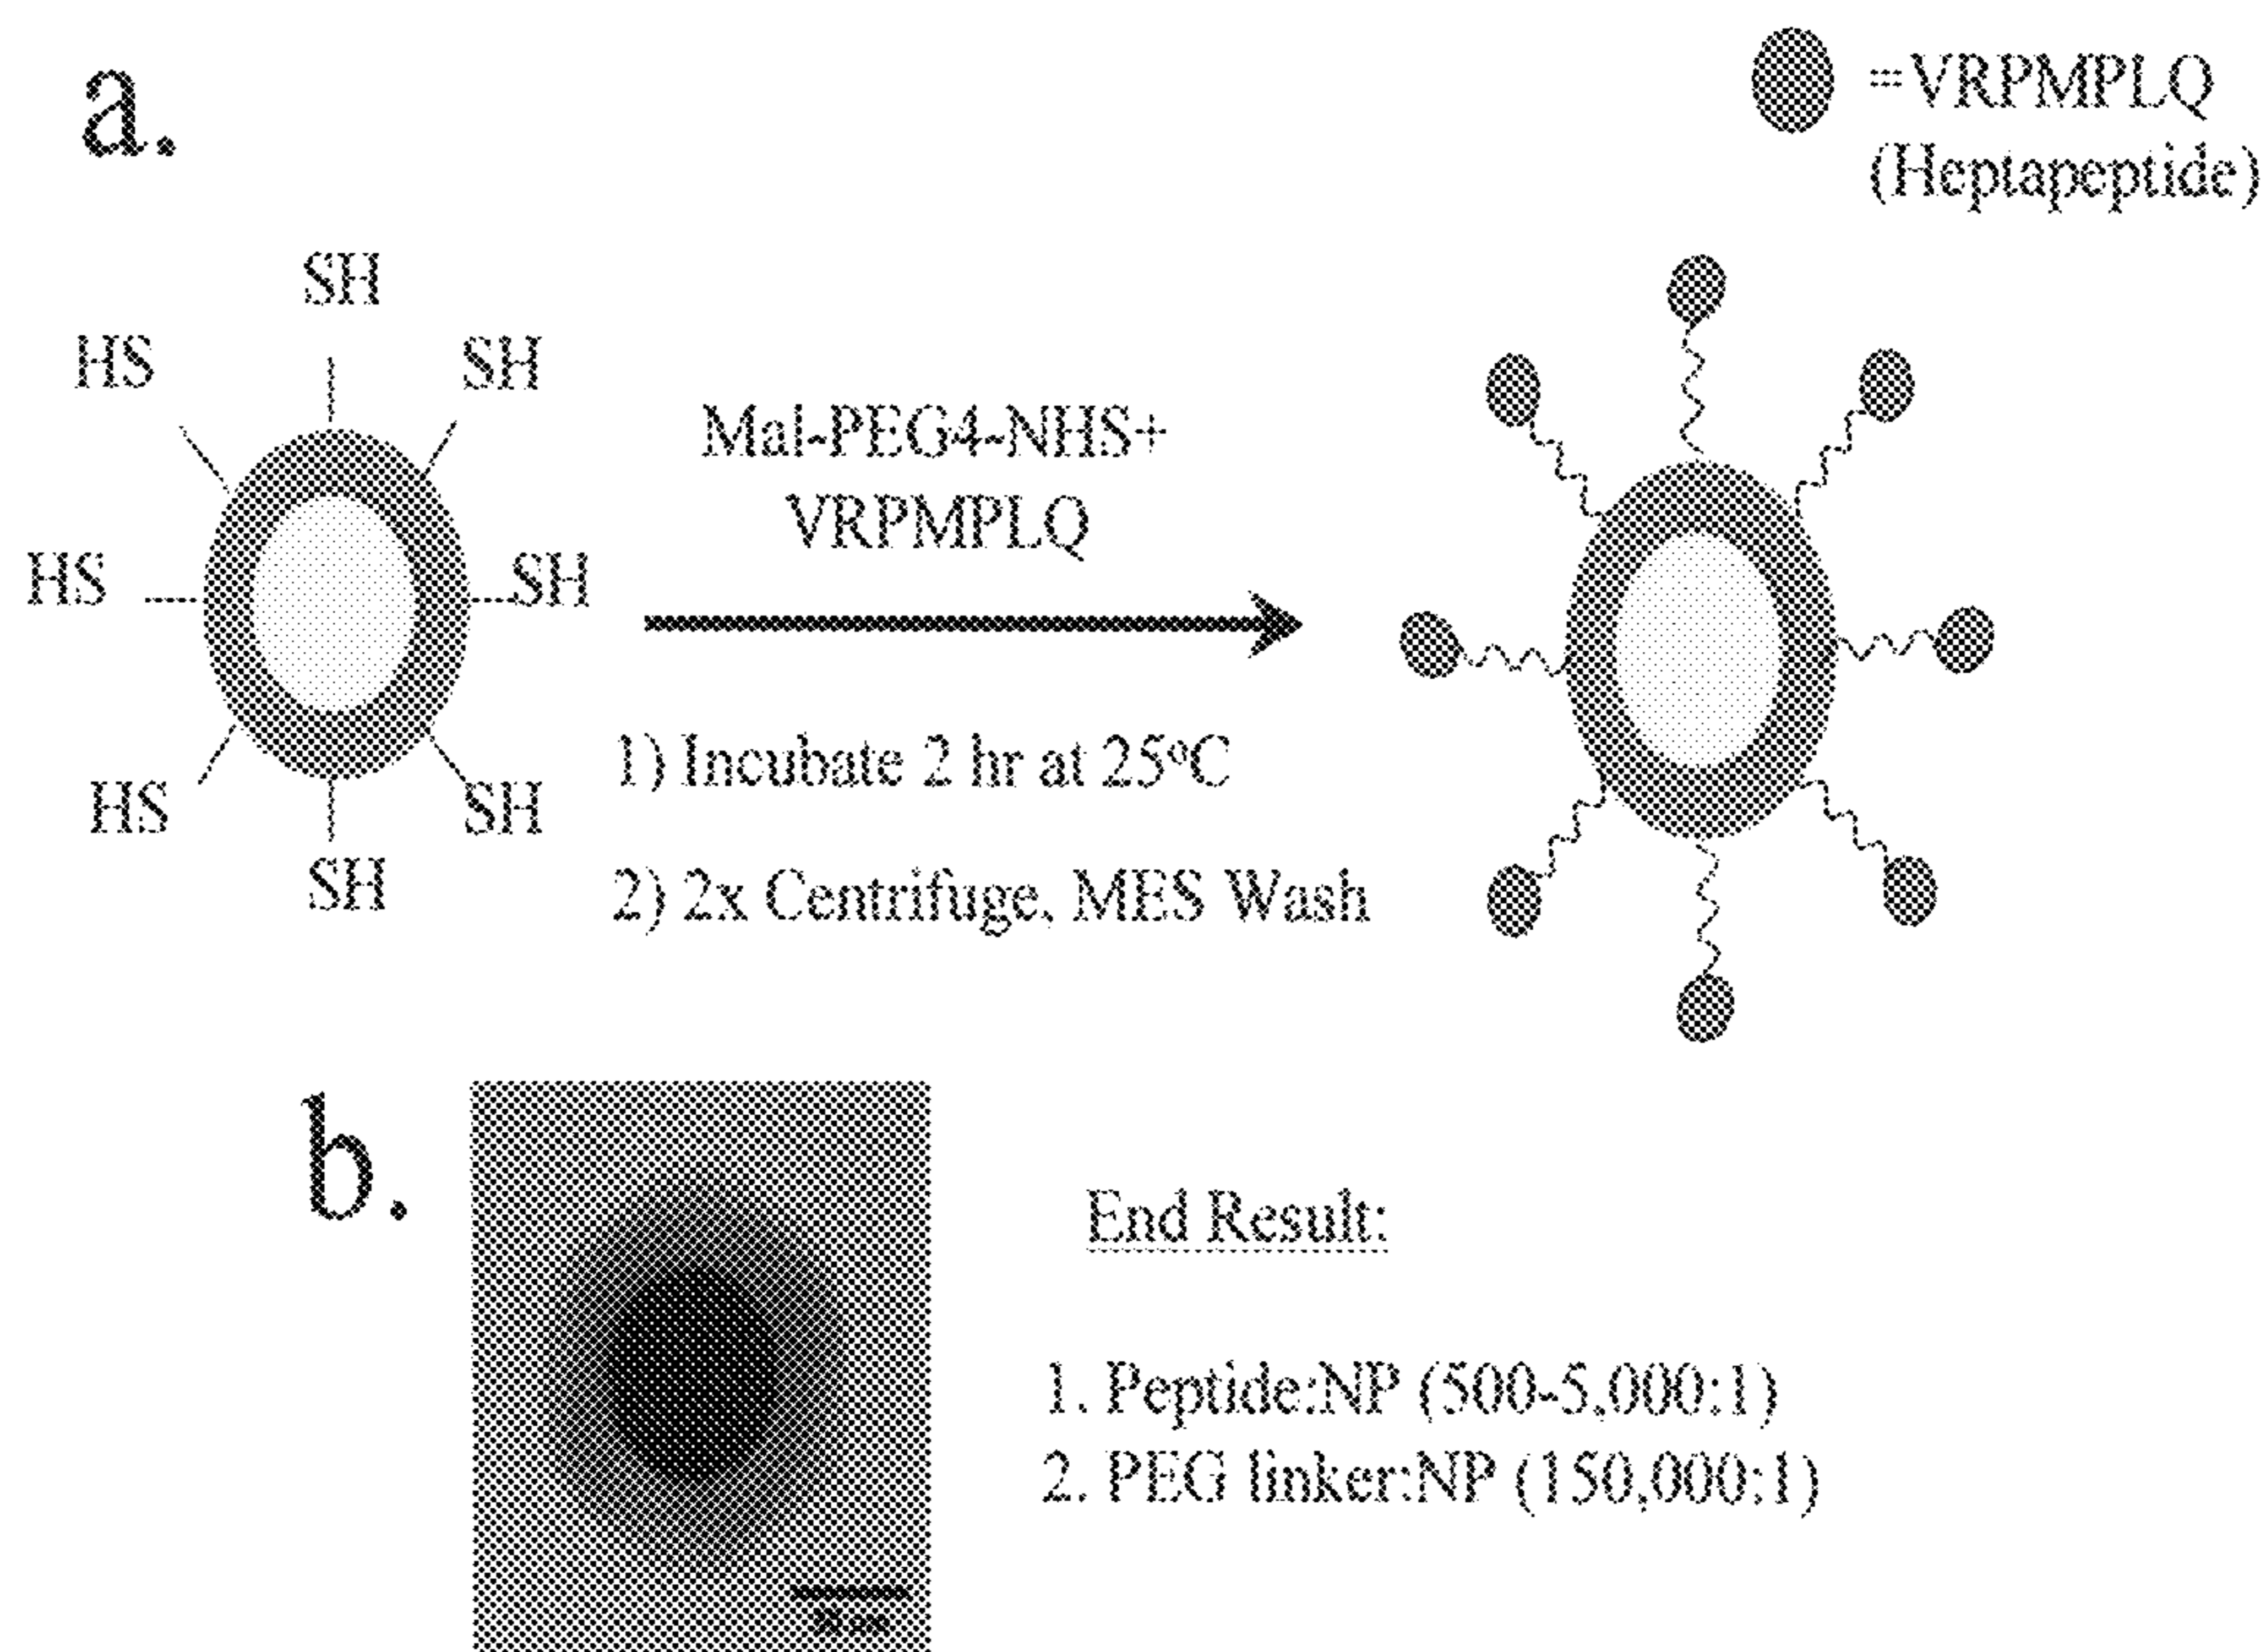 a.
=VRPMPLQ
(Heptapeptide)
SH
HS
SH
HS
SH
HS
SH
SH
Mal-PEG4-NHS+
VRPMPLQ
1) Incubate 2 hr at 25ºC
2) 2x Centrifuge, MES Wash
b.
End Result:
1. Peptide:NP (500-5,000:1)
2. PEG linker:NP (150,000:1)